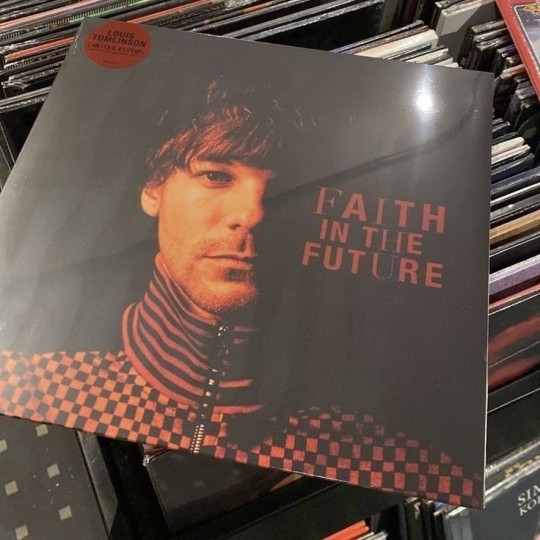 LOUIS
TOMLINSON
LIMITED EDITION
FAITH
IN THE
FUTURE